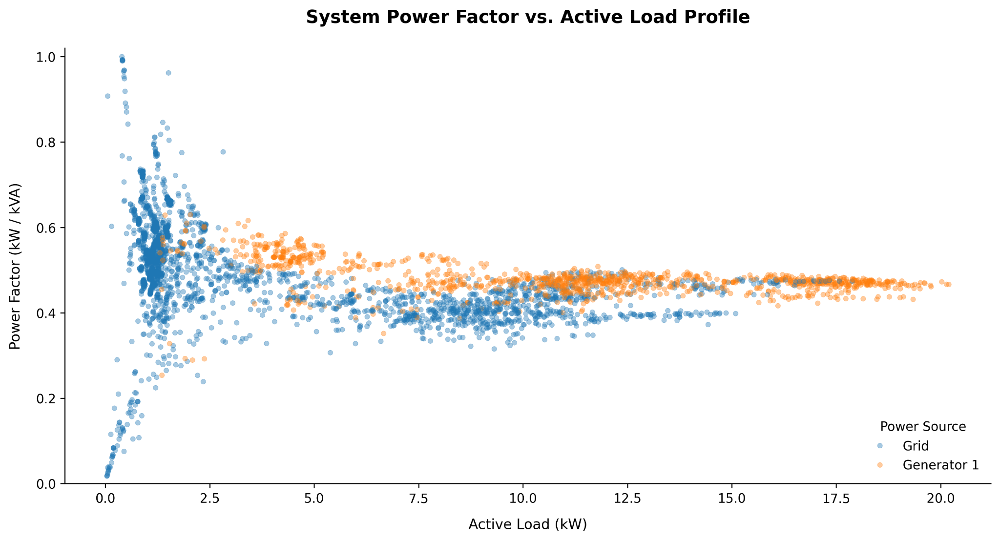 System Power Factor vs. Active Load Profile
Power Factor (kW / kVA)
1.0
0.8
0.6
0.4
0.2
0.0
0.0 2.5 5.0 7.5 10.0 12.5 15.0 17.5 20.0
Active Load (kW)
Power Source
Grid
Generator 1